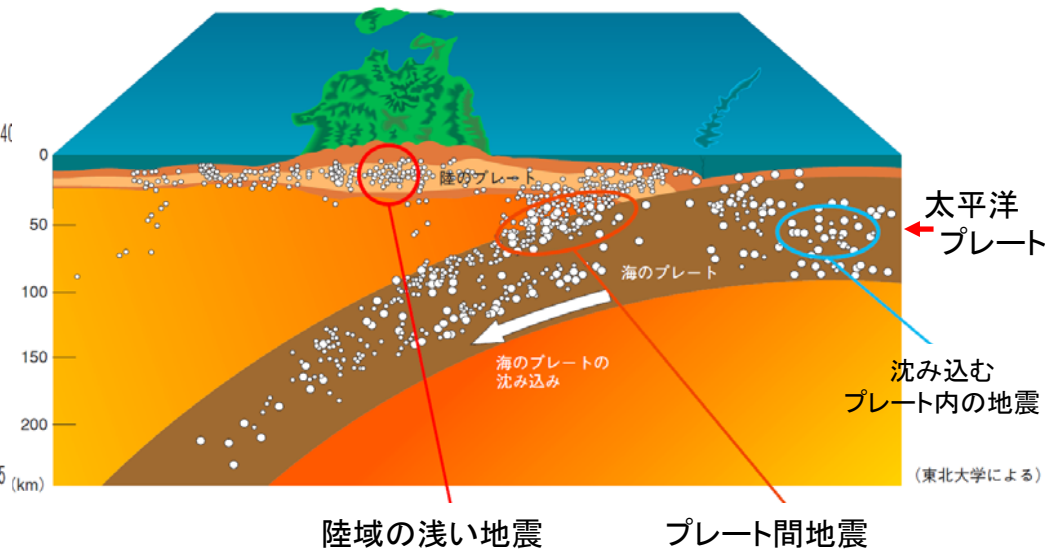 40
0
50
100
150
200
5 (km)
陸のプレート
海のプレート
海のプレートの
沈み込み
太平洋
プレート
沈み込む
プレート内の地震
(東北大学による)
陸域の浅い地震
プレート間地震